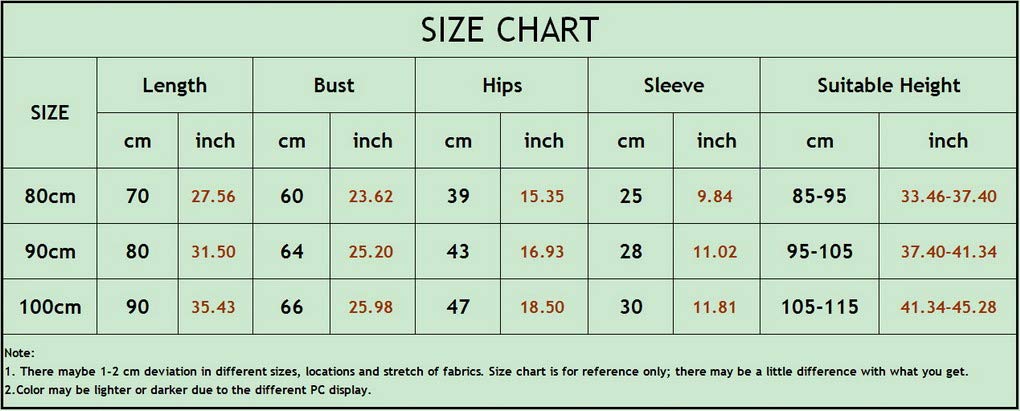 SIZE CHART
SIZE Length Bust Hips Sleeve Suitable Height
cm inch cm inch cm inch cm inch cm inch
80cm 70 27.56 60 23.62 39 15.35 25 9.84 85-95 33.46-37.40
90cm 80 31.50 64 25.20 43 16.93 28 11.02 95-105 37.40-41.34
100cm 90 35.43 66 25.98 47 18.50 30 11.81 105-115 41.34-45.28
Note:
1. There maybe 1-2 cm deviation in different sizes, locations and stretch of fabrics. Size chart is for reference only; there may be a little difference with what you get.
2.Color may be lighter or darker due to the different PC display.